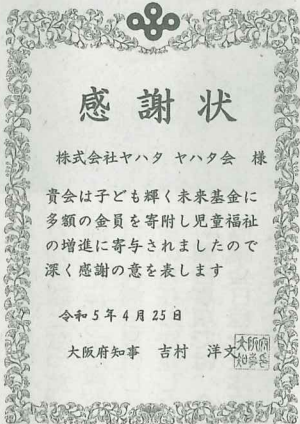 感謝状
株式会社ヤハタ ヤハタ会 様
貴会は子ども輝く未来基金に
多額の金員を寄附し児童福祉
の増進に寄与されましたので
深く感謝の意を表します
令和5年4月25日
大阪府知事 吉村 洋文